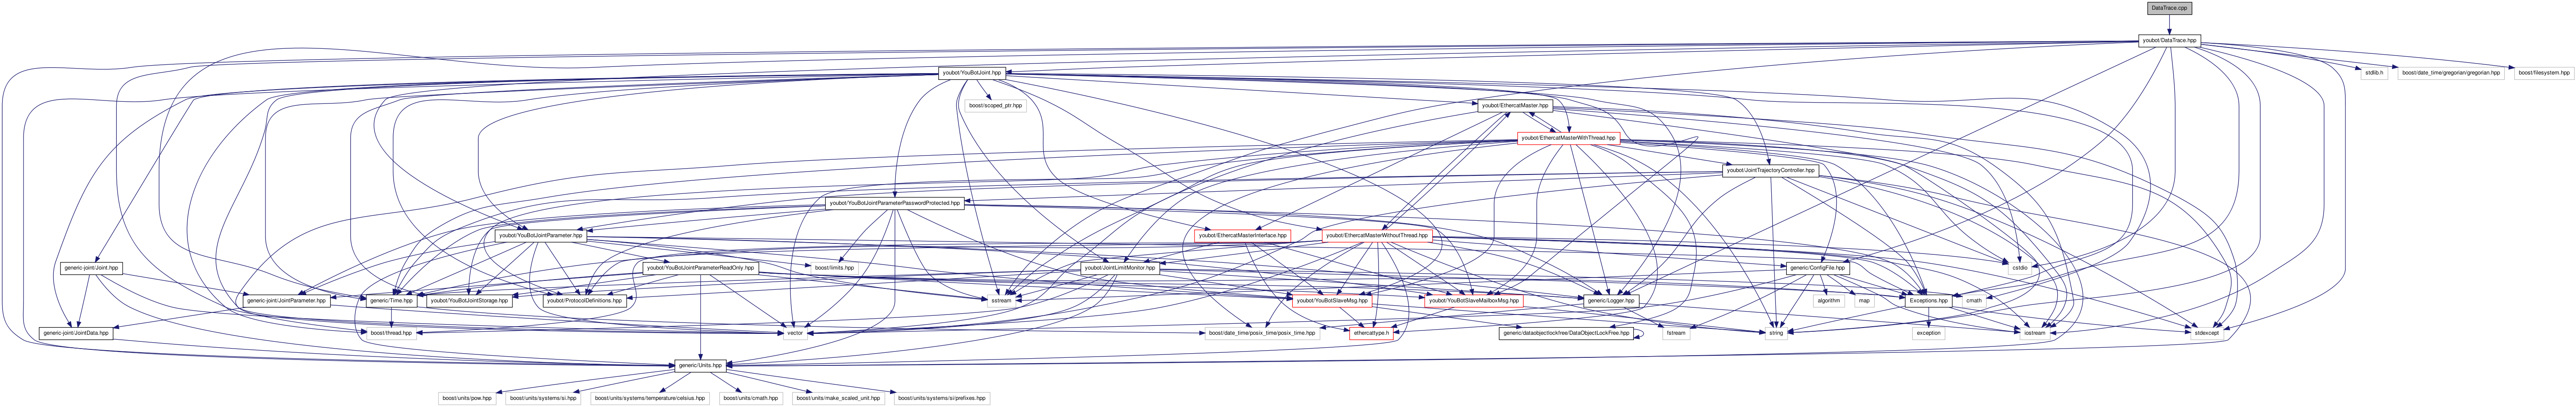 DataTrace.cpp
youbot/DataTrace.hpp
youbot/YouBotJoint.hpp
stdlib.h
boost/date_time/gregorian/gregorian.hpp
boost/filesystem.hpp
boost/scoped_ptr.hpp
youbot/EthercatMaster.hpp
youbot/EthercatMasterWithThread.hpp
youbot/JointTrajectoryController.hpp
youbot/YouBotJointParameterPasswordProtected.hpp
youbot/YouBotJointParameter.hpp
youbot/EthercatMasterInterface.hpp
youbot/EthercatMasterWithoutThread.hpp
generic-joint/Joint.hpp
youbot/YouBotJointParameterReadOnly.hpp
boost/limits.hpp
youbot/JointLimitMonitor.hpp
generic/ConfigFile.hpp
cstdio
generic-joint/JointParameter.hpp
generic/Time.hpp
youbot/YouBotJointStorage.hpp
youbot/ProtocolDefinitions.hpp
sstream
youbot/YouBotSlaveMsg.hpp
youbot/YouBotSlaveMailboxMsg.hpp
generic/Logger.hpp
algorithm
map
Exceptions.hpp
cmath
generic-joint/JointData.hpp
boost/thread.hpp
vector
boost/date_time/posix_time/posix_time.hpp
ethercattype.h
generic/dataobjectlockfree/DataObjectLockFree.hpp
fstream
string
exception
iostream
stdexcept
generic/Units.hpp
boost/units/pow.hpp
boost/units/systems/si.hpp
boost/units/systems/temperature/celsius.hpp
boost/units/cmath.hpp
boost/units/make_scaled_unit.hpp
boost/units/systems/si/prefixes.hpp